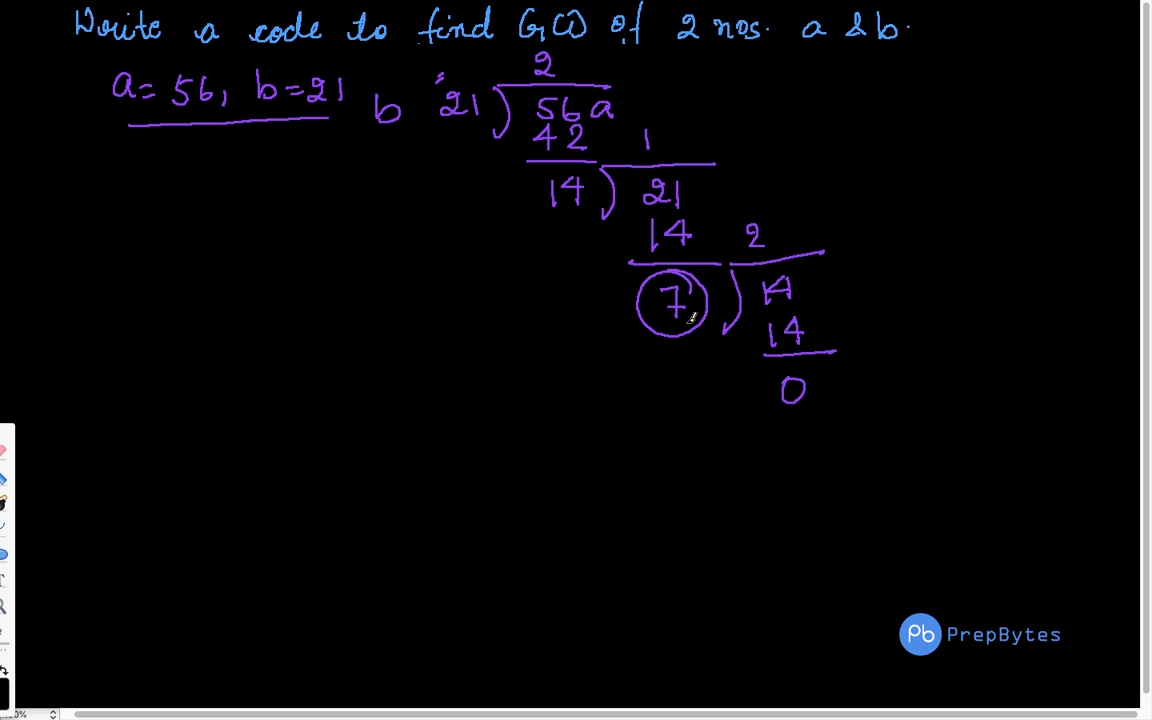 Write a code to find GCD of 2 nos. a & b.
a = 56, b = 21
b 21) 56 a
2
42
1
14) 21
14
2
7) 14
14
0
Pb PrepBytes